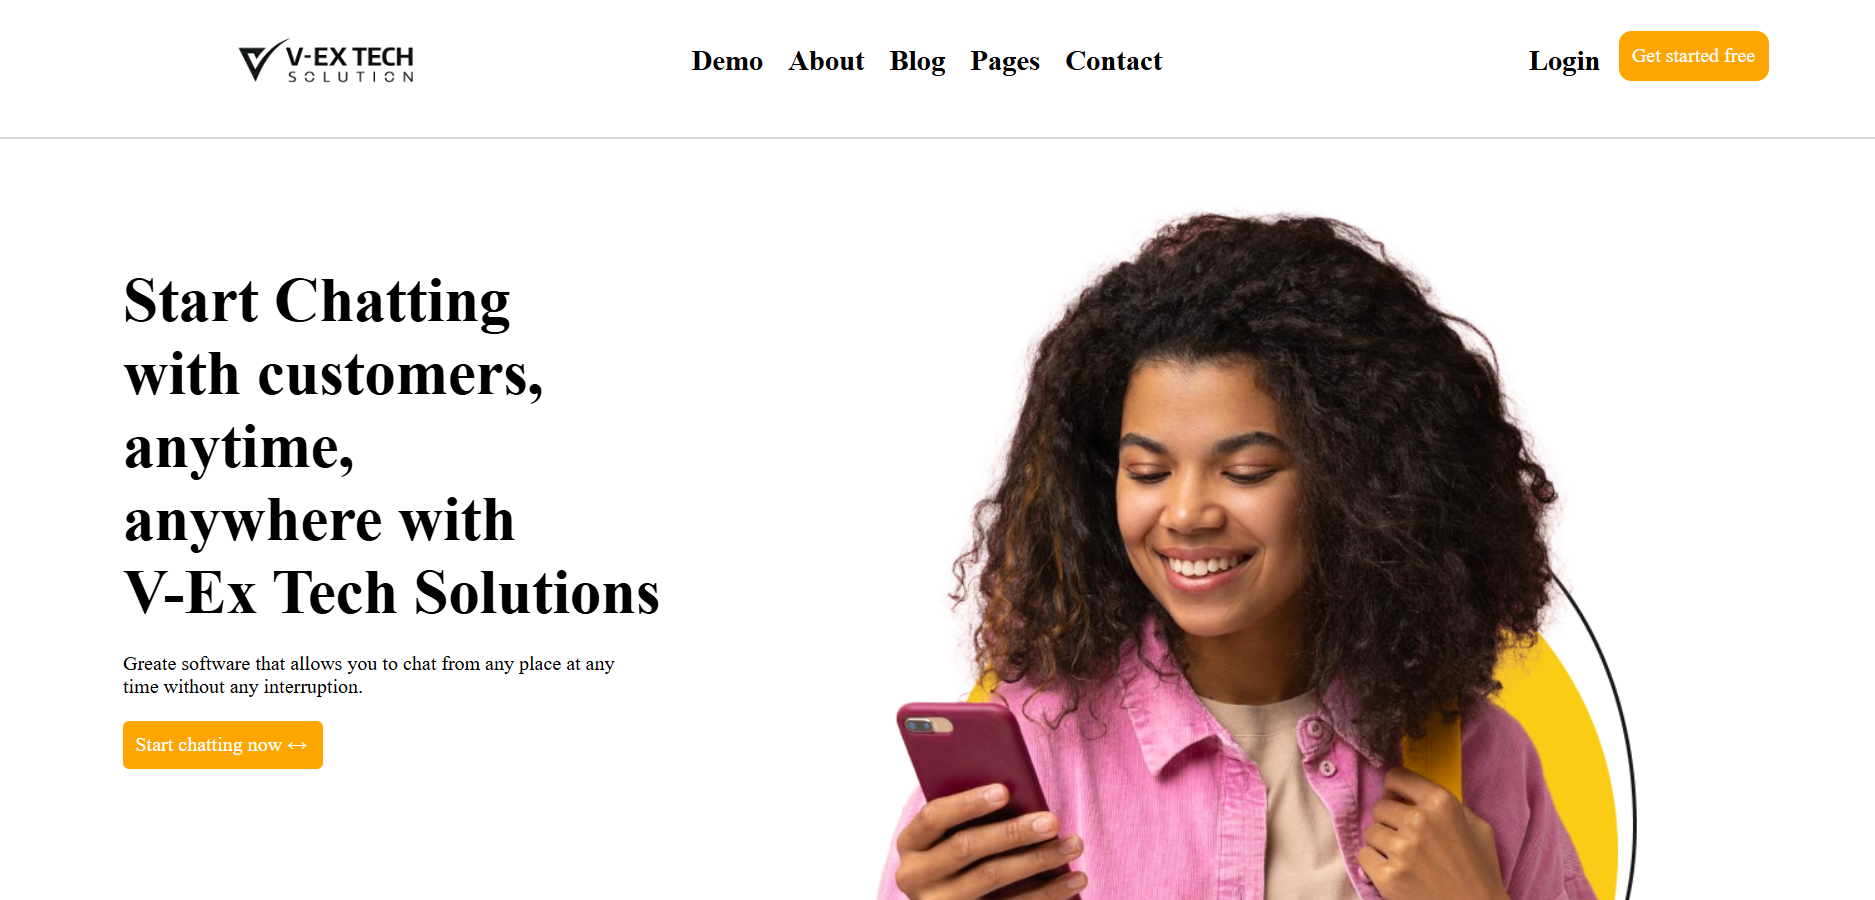 V-EX TECH
SOLUTION
Demo About Blog Pages Contact
Login Get started free
Start Chatting
with customers,
anytime,
anywhere with
V-Ex Tech Solutions
Greate software that allows you to chat from any place at any
time without any interruption.
Start chatting now ↔